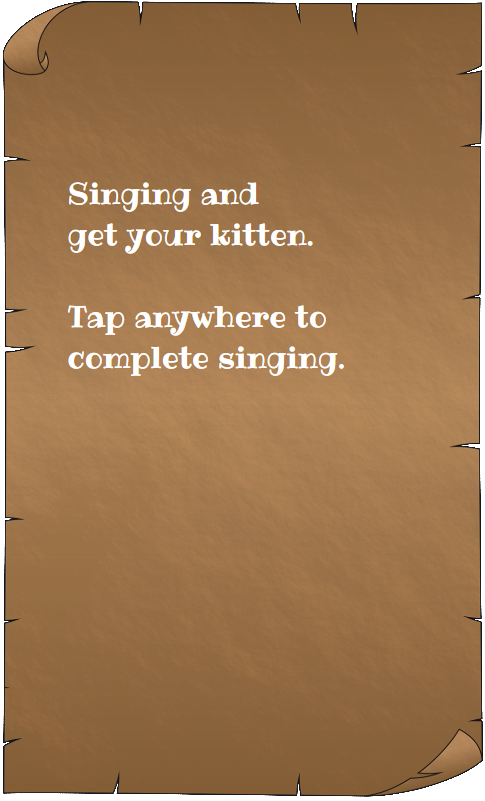 Singing and
get your kitten.
Tap anywhere to
complete singing.